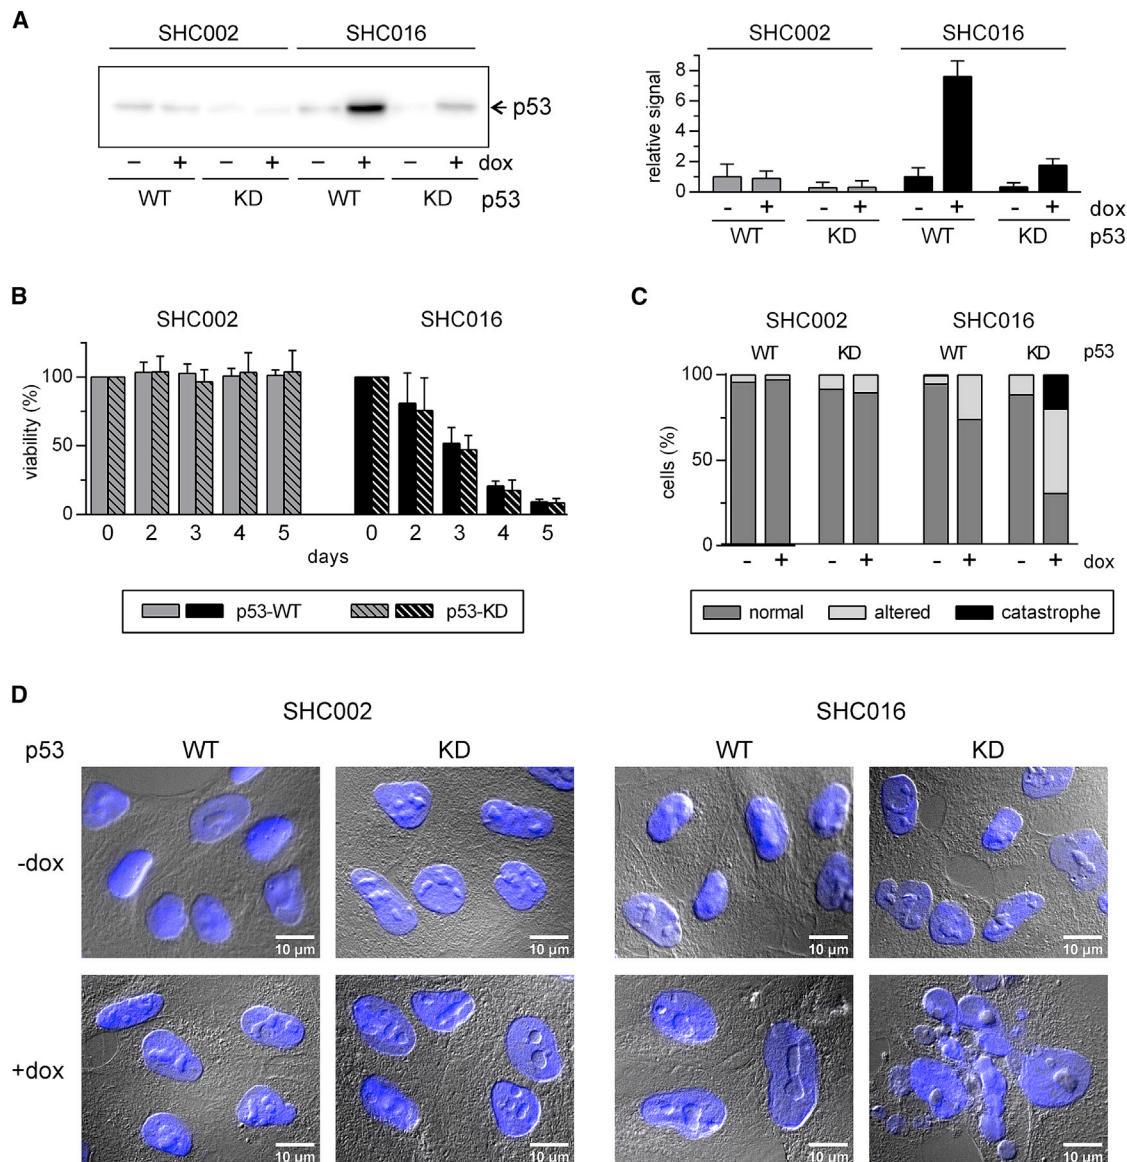 A
SHC002 SHC016
p53
− + − + − + − + dox
WT KD WT KD p53
SHC002 SHC016
relative signal
8
6
4
2
0
- + - + - + - + dox
WT KD WT KD p53
B
SHC002 SHC016
viability (%)
100
50
0
0 2 3 4 5 0 2 3 4 5
days
p53-WT p53-KD
C
SHC002 SHC016
WT KD WT KD p53
cells (%)
100
50
0
- + - + - + - + dox
normal altered catastrophe
D
SHC002 SHC016
p53 WT KD WT KD
-dox
10 µm 10 µm 10 µm 10 µm
+dox
10 µm 10 µm 10 µm 10 µm